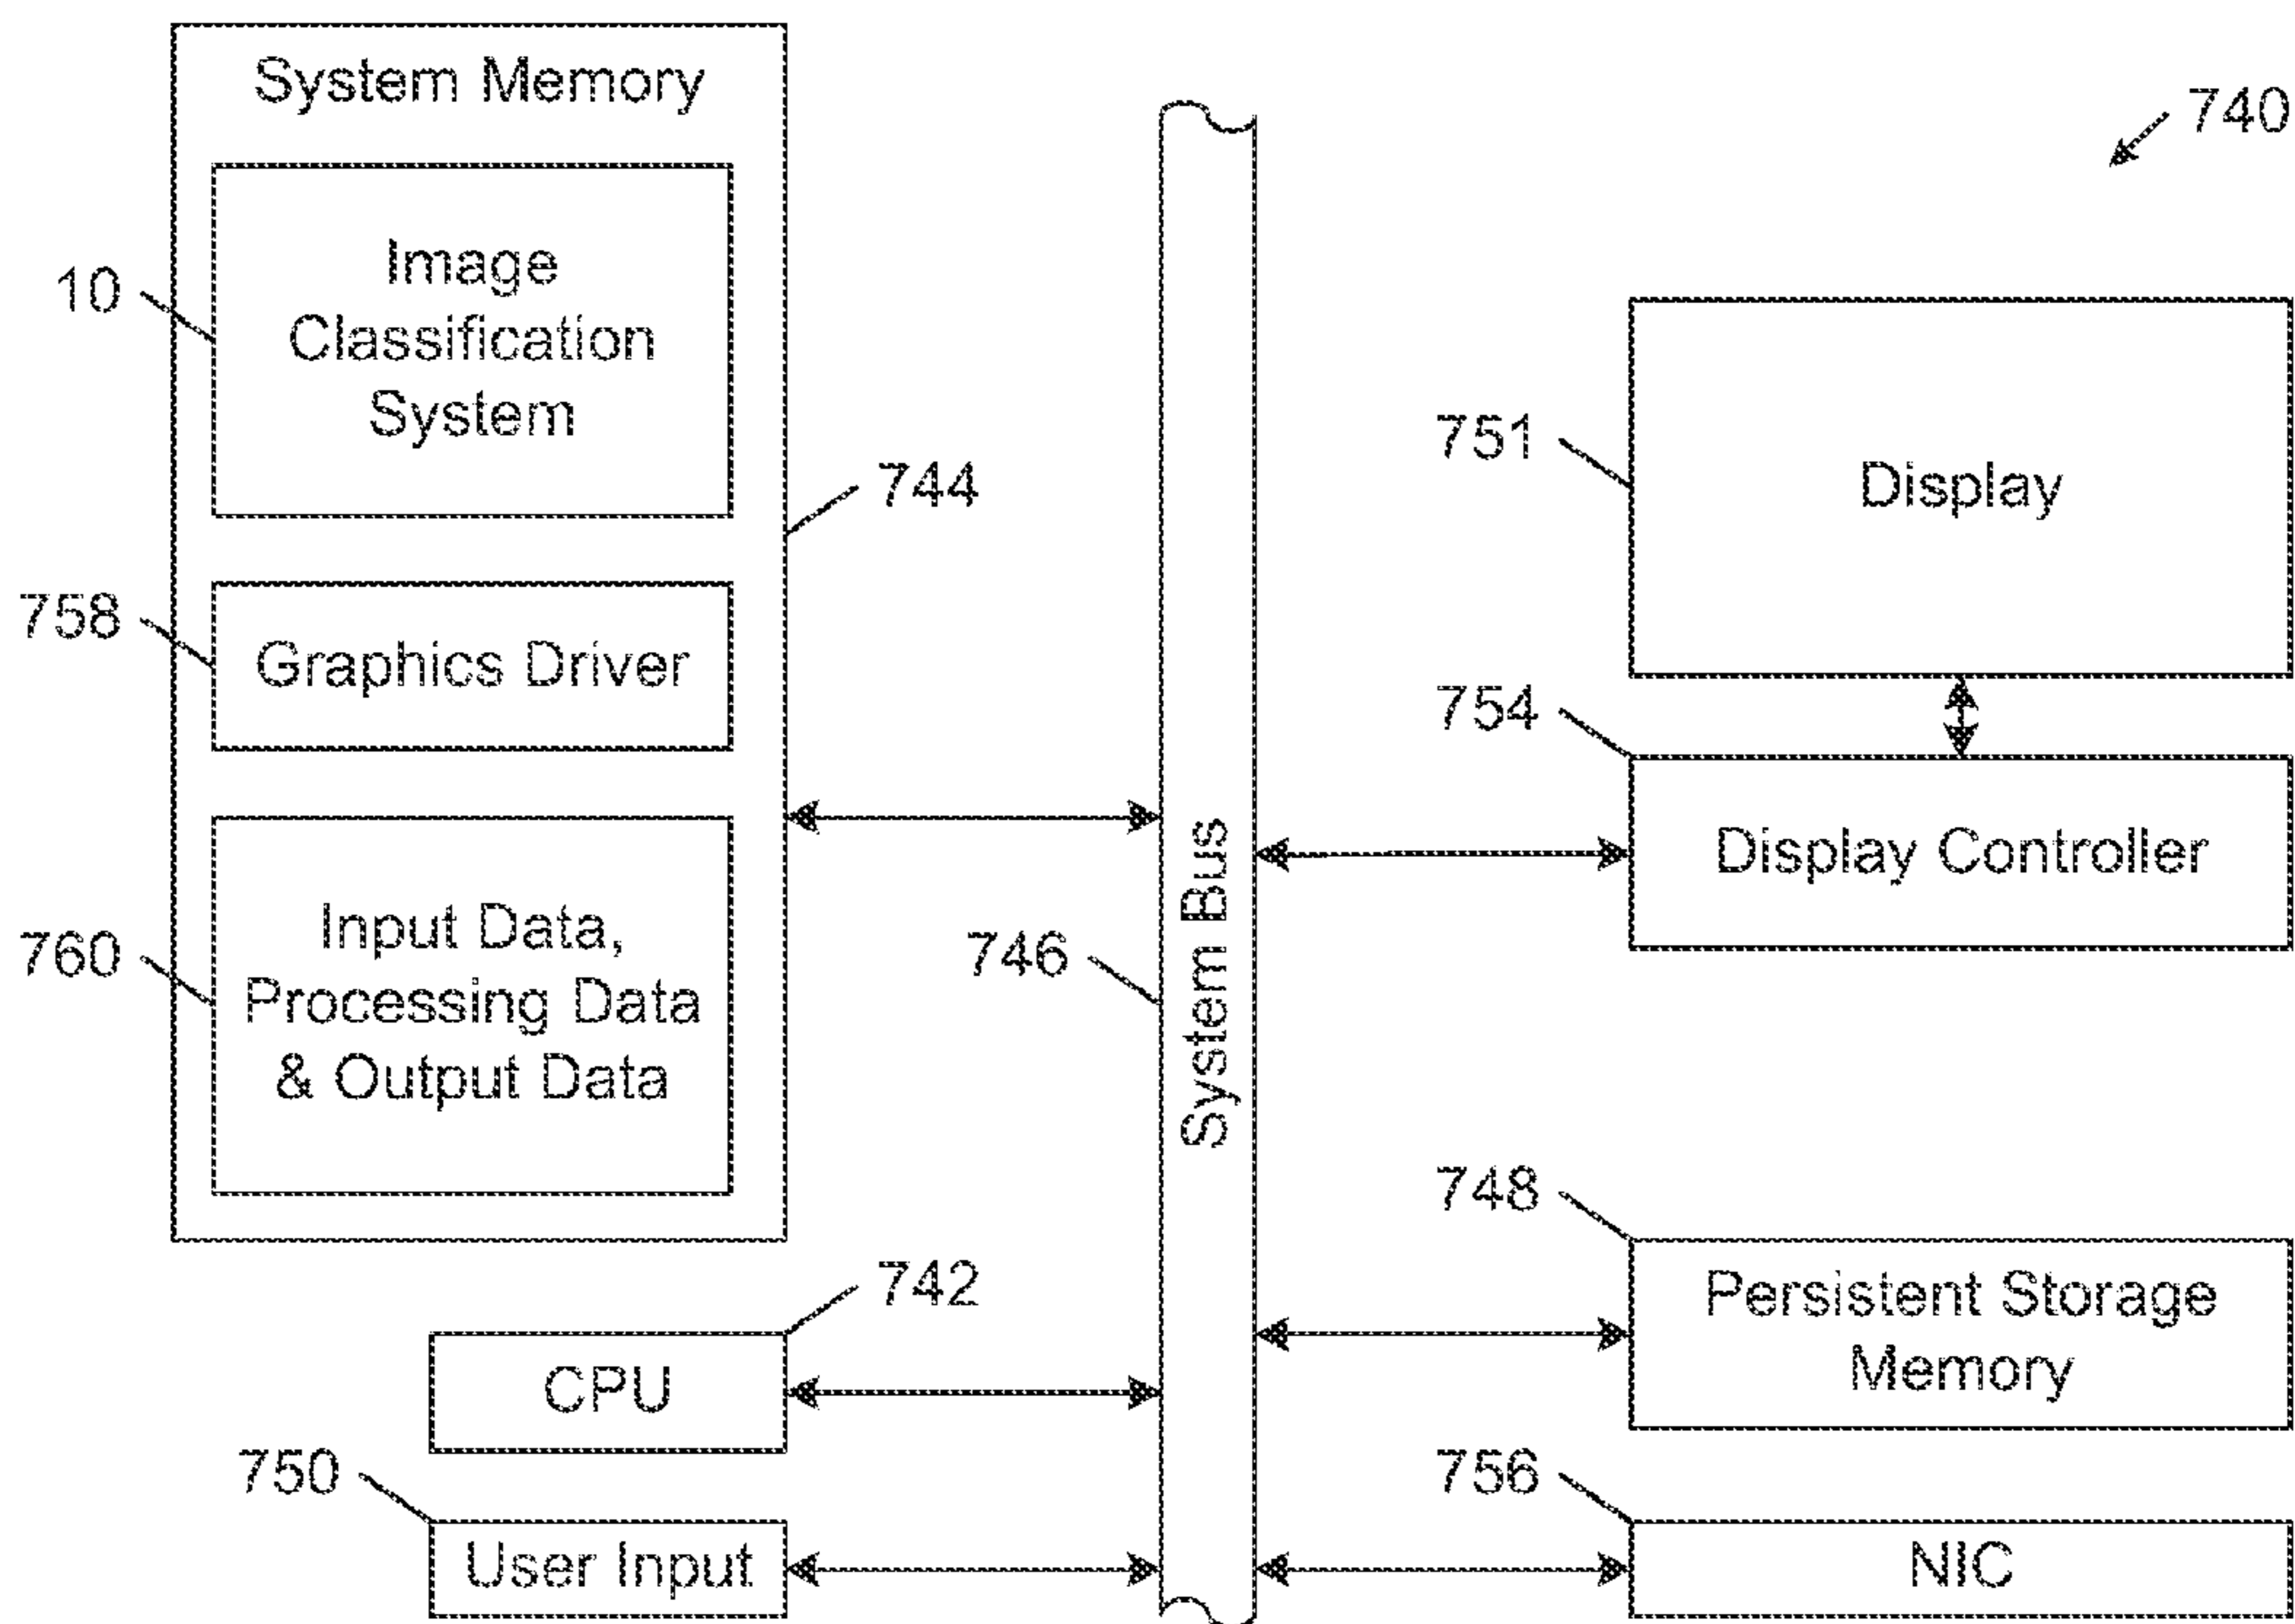 System Memory
740
10
Image
Classification
System
744
751
Display
758
Graphics Driver
754
Display Controller
760
Input Data,
Processing Data
& Output Data
746
System Bus
748
Persistent Storage
Memory
742
CPU
750
User Input
756
NIC